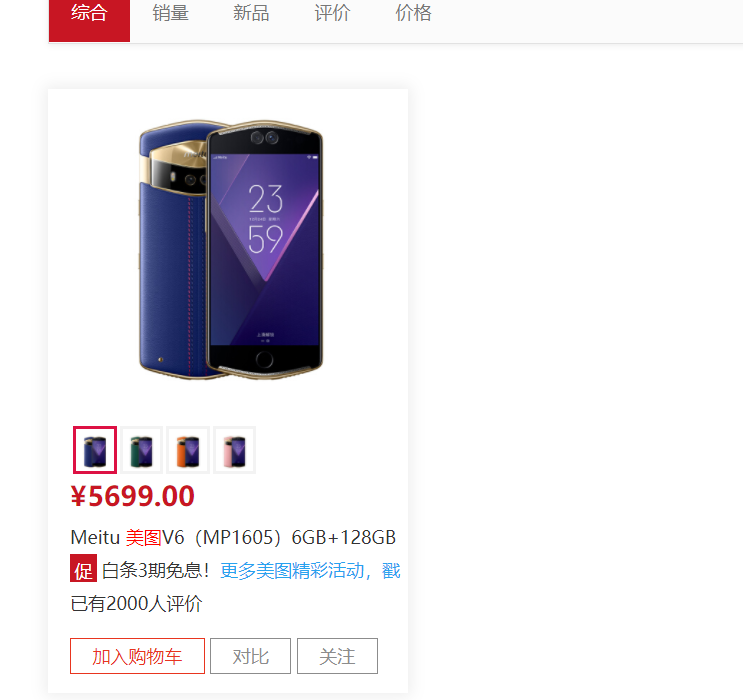 综合 销量 新品 评价 价格
23
59
¥5699.00
Meitu 美图V6（MP1605）6GB+128GB
促 白条3期免息！更多美图精彩活动，戳
已有2000人评价
加入购物车 对比 关注